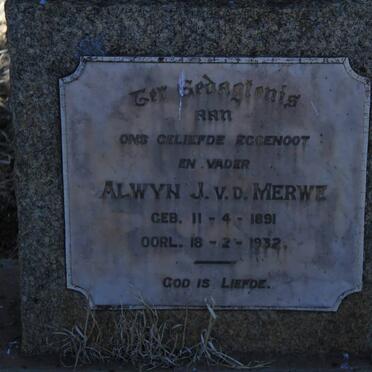 Ter Gedagtenis
AAN
ONS GELIEFDE EGGENOOT
EN VADER
ALWYN J. V. D. MERWE
GEB. 11 - 4 - 1891
OORL. 18 - 2 - 1932.
GOD IS LIEFDE.